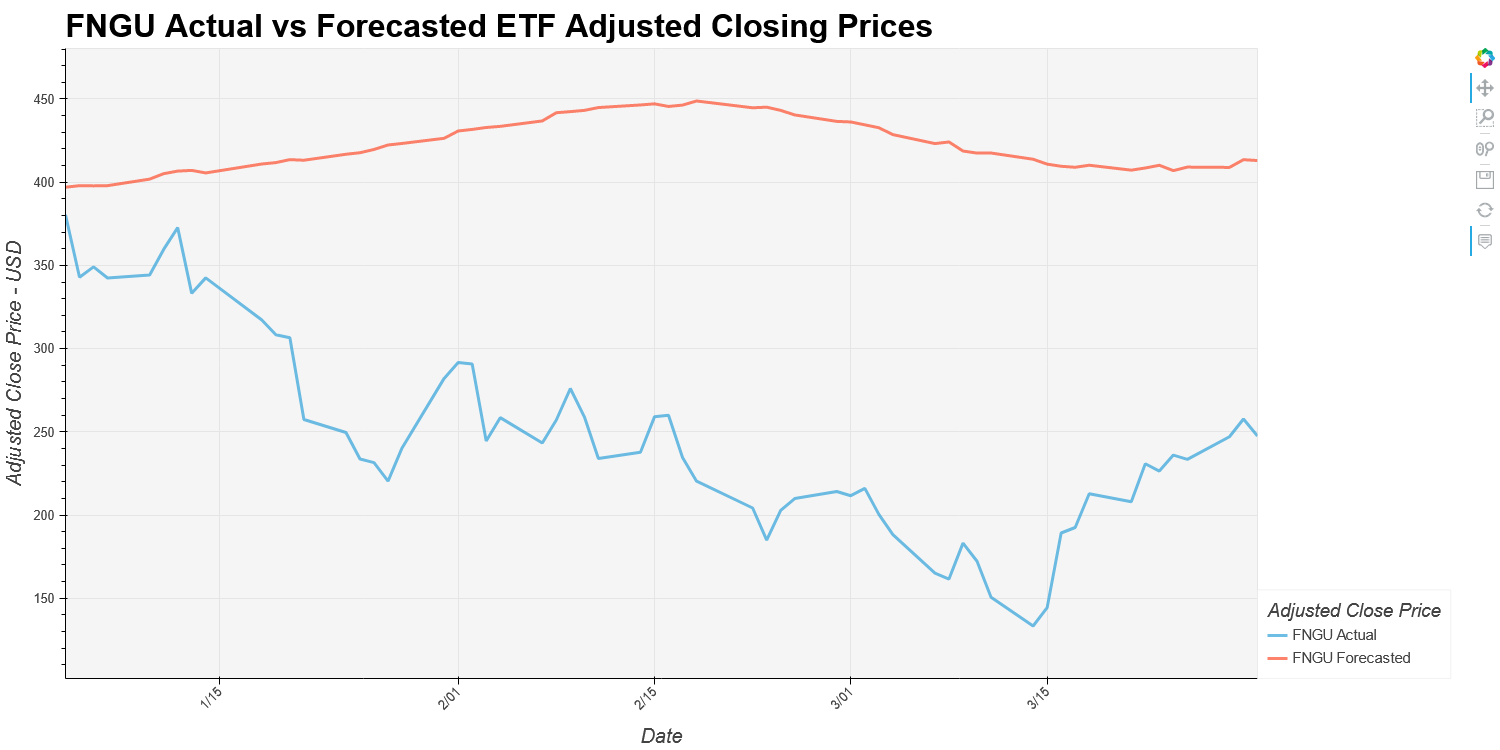 FNGU Actual vs Forecasted ETF Adjusted Closing Prices
Adjusted Close Price - USD
450
400
350
300
250
200
150
1/15
2/01
2/15
3/01
3/15
Date
Adjusted Close Price
FNGU Actual
FNGU Forecasted